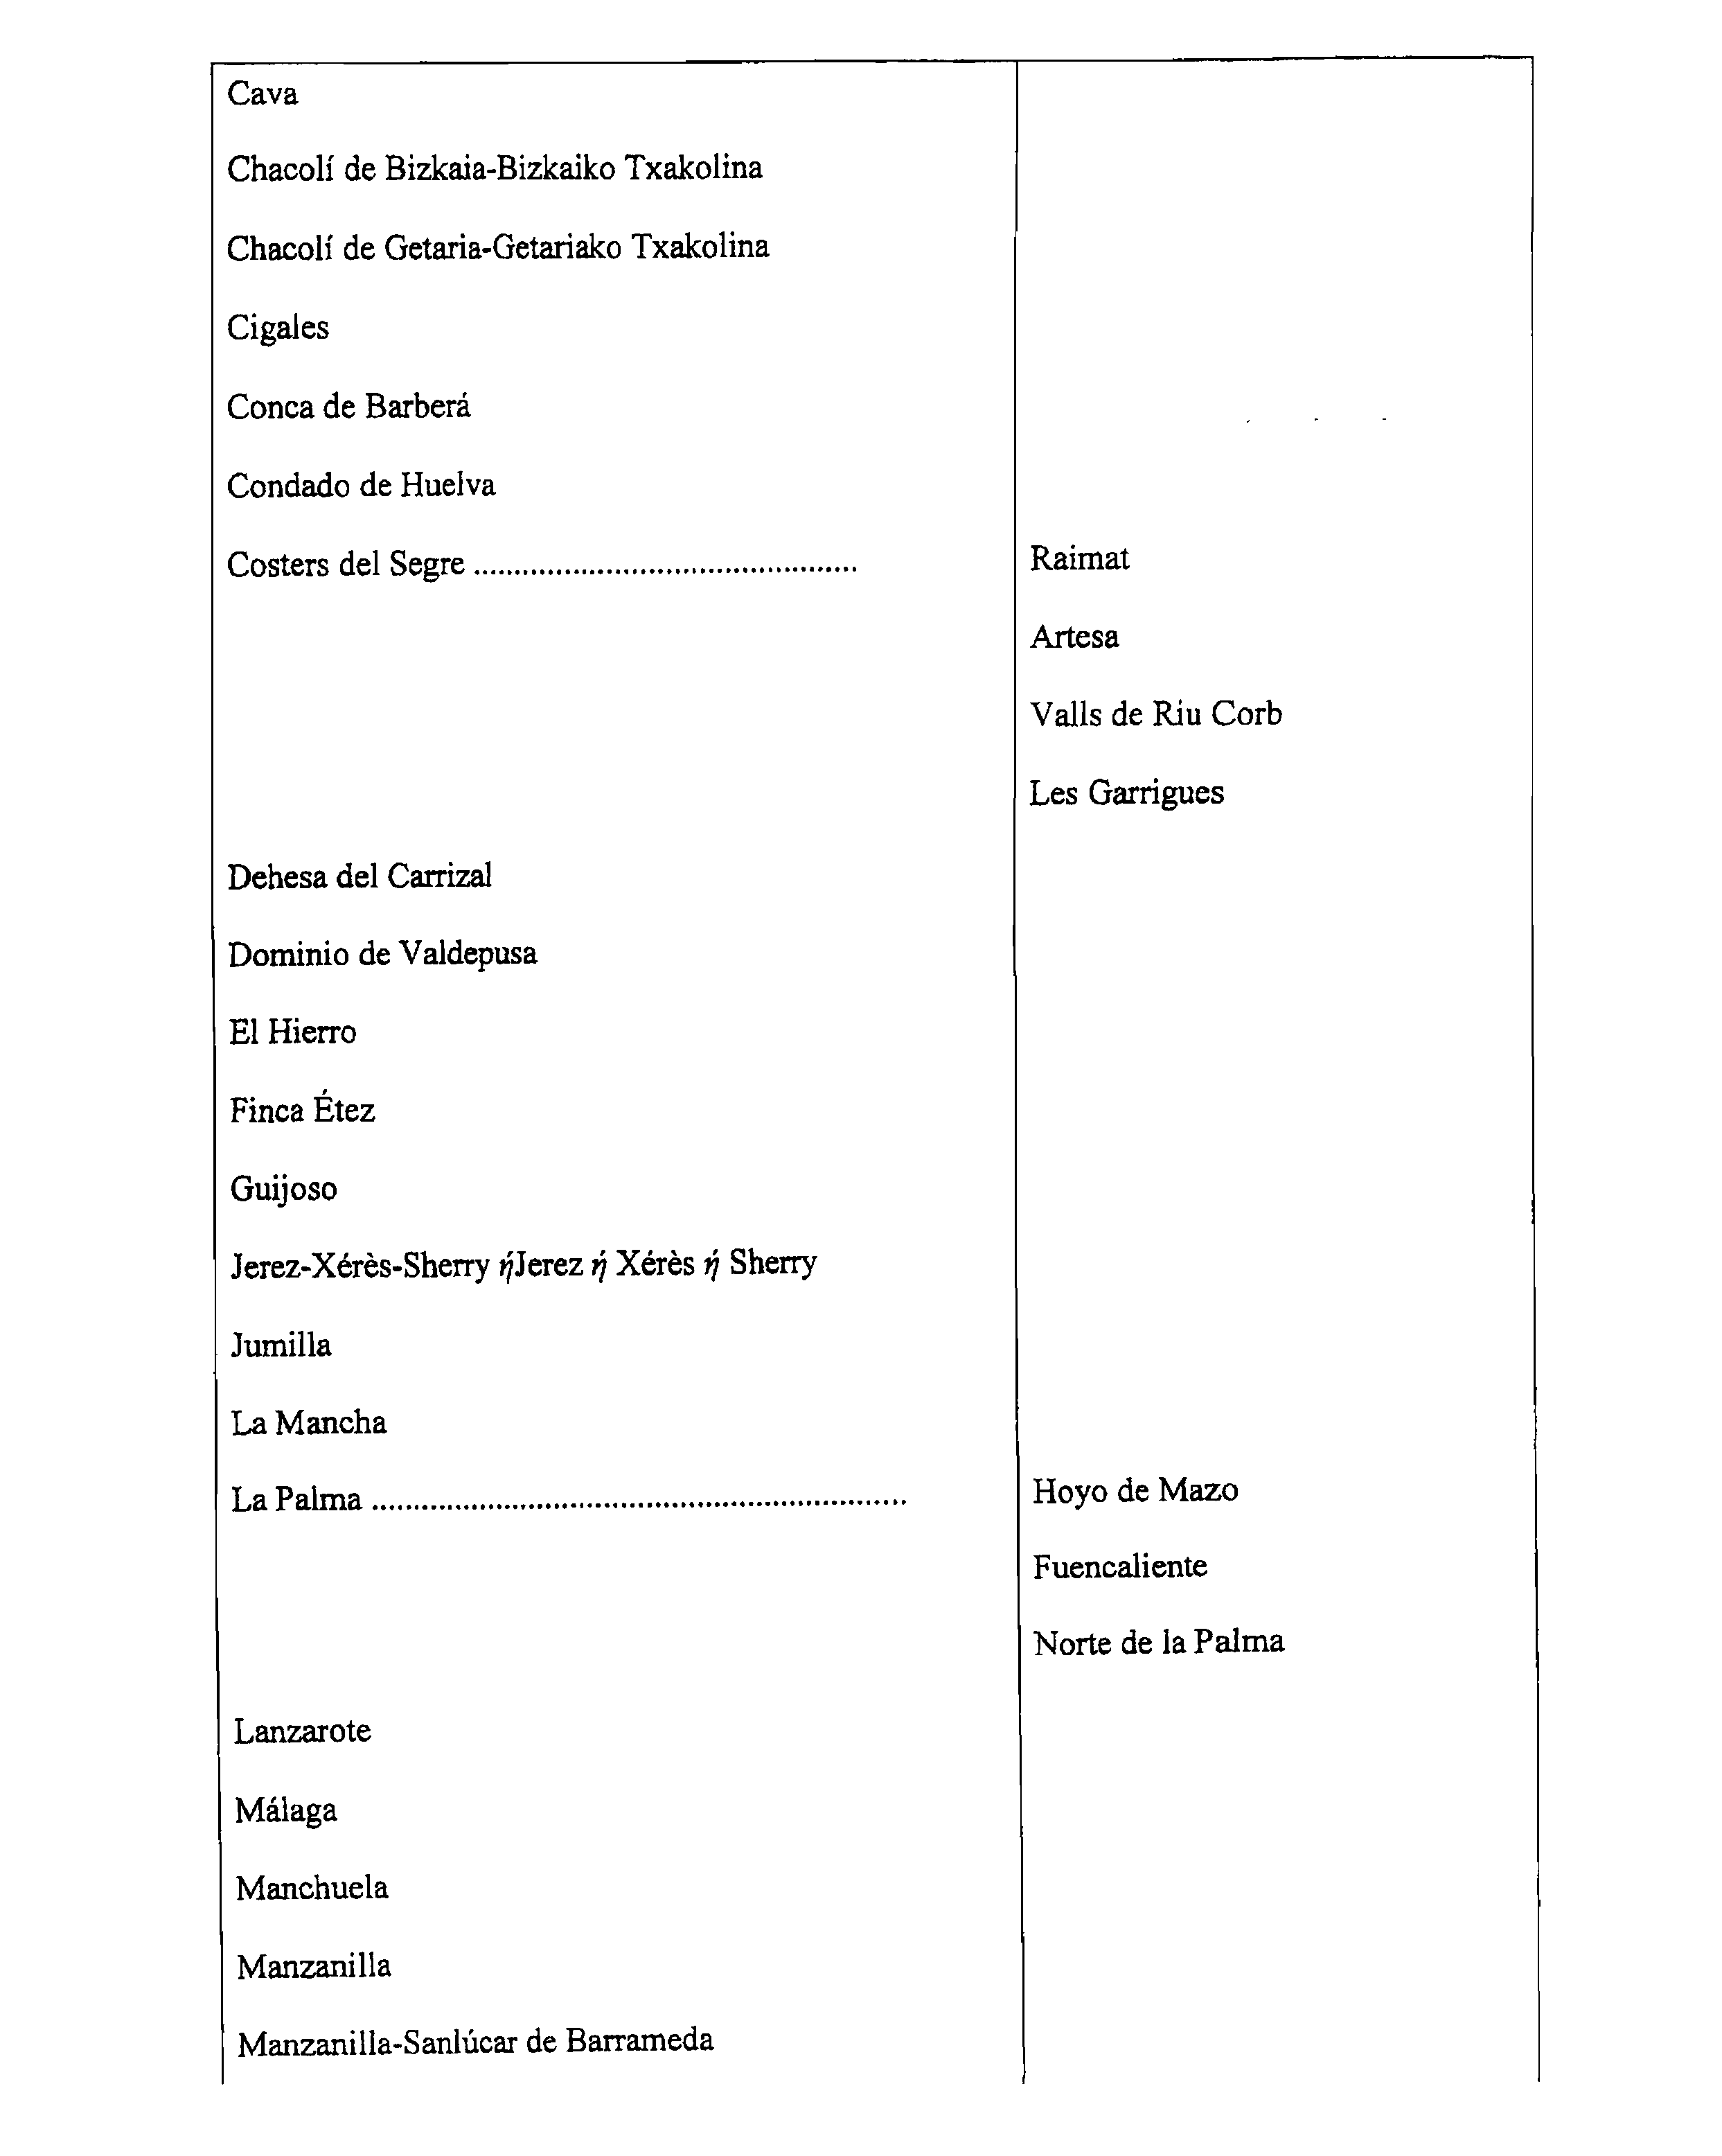 Cava
Chacolí de Bizkaia-Bizkaiko Txakolina
Chacolí de Getaria-Getariako Txakolina
Cigales
Conca de Barberá
Condado de Huelva
Costers del Segre ................................................ Raimat
Artesa
Valls de Riu Corb
Les Garrigues
Dehesa del Carrizal
Dominio de Valdepusa
El Hierro
Finca Étez
Guijoso
Jerez-Xérès-Sherry ήJerez ή Xérès ή Sherry
Jumilla
La Mancha
La Palma ................................................................ Hoyo de Mazo
Fuencaliente
Norte de la Palma
Lanzarote
Málaga
Manchuela
Manzanilla
Manzanilla-Sanlúcar de Barrameda